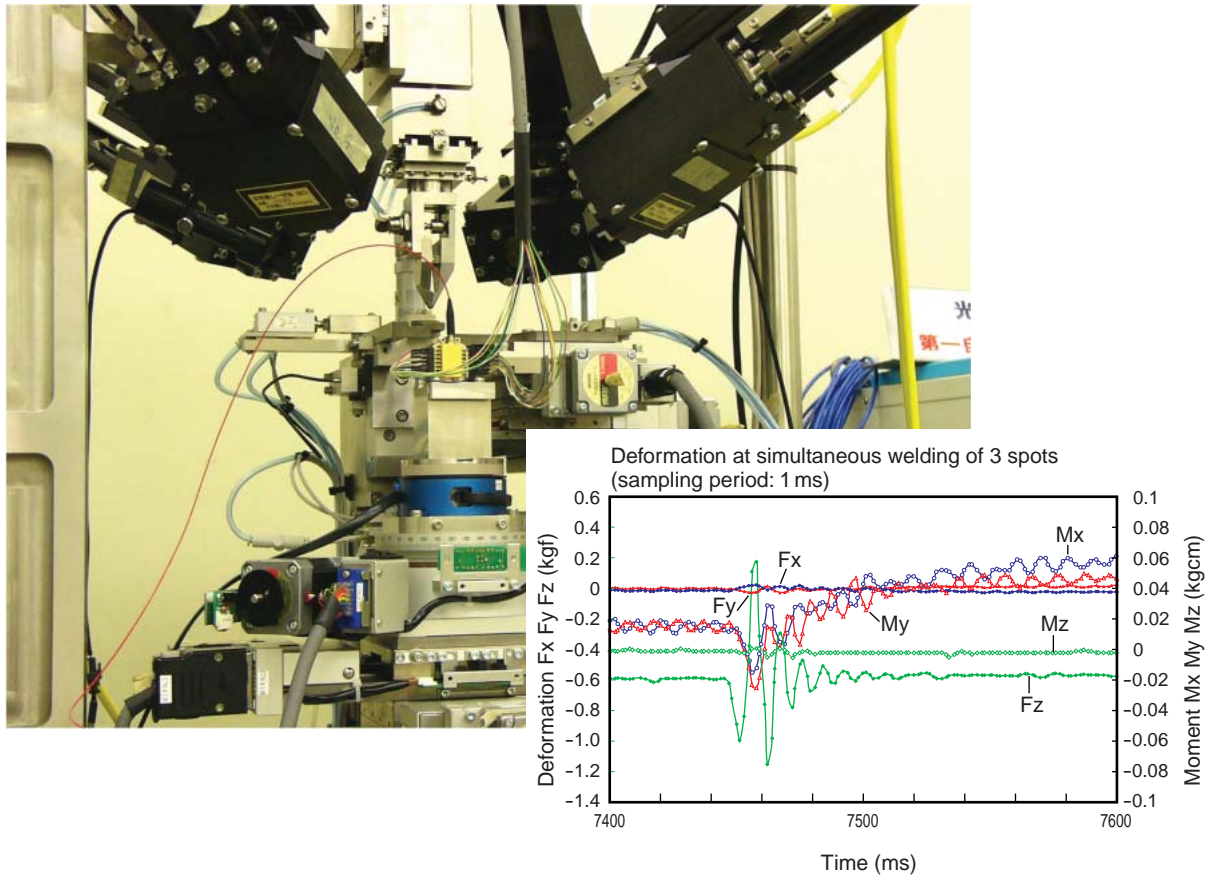 光
第一自
Deformation at simultaneous welding of 3 spots
(sampling period: 1 ms)
Deformation Fx Fy Fz (kgf)
0.6
0.4
0.2
0
−0.2
−0.4
−0.6
−0.8
−1.0
−1.2
−1.4
0.1
0.08
0.06
0.04
0.02
0
−0.02
−0.04
−0.06
−0.08
−0.1
Moment Mx My Mz (kgcm)
Fx
Mx
Fy
My
Mz
Fz
7400
7500
7600
Time (ms)